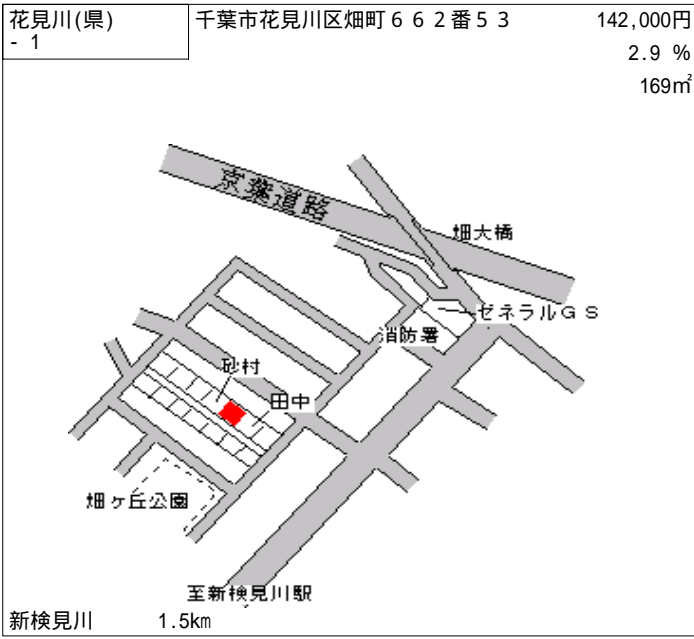 花見川(県)
- 1
千葉市花見川区畑町６６２番５３
142,000円
2.9 %
169㎡
京葉道路
畑大橋
ゼネラルＧＳ
消防署
砂村
田中
畑ヶ丘公園
至新検見川駅
新検見川 1.5km